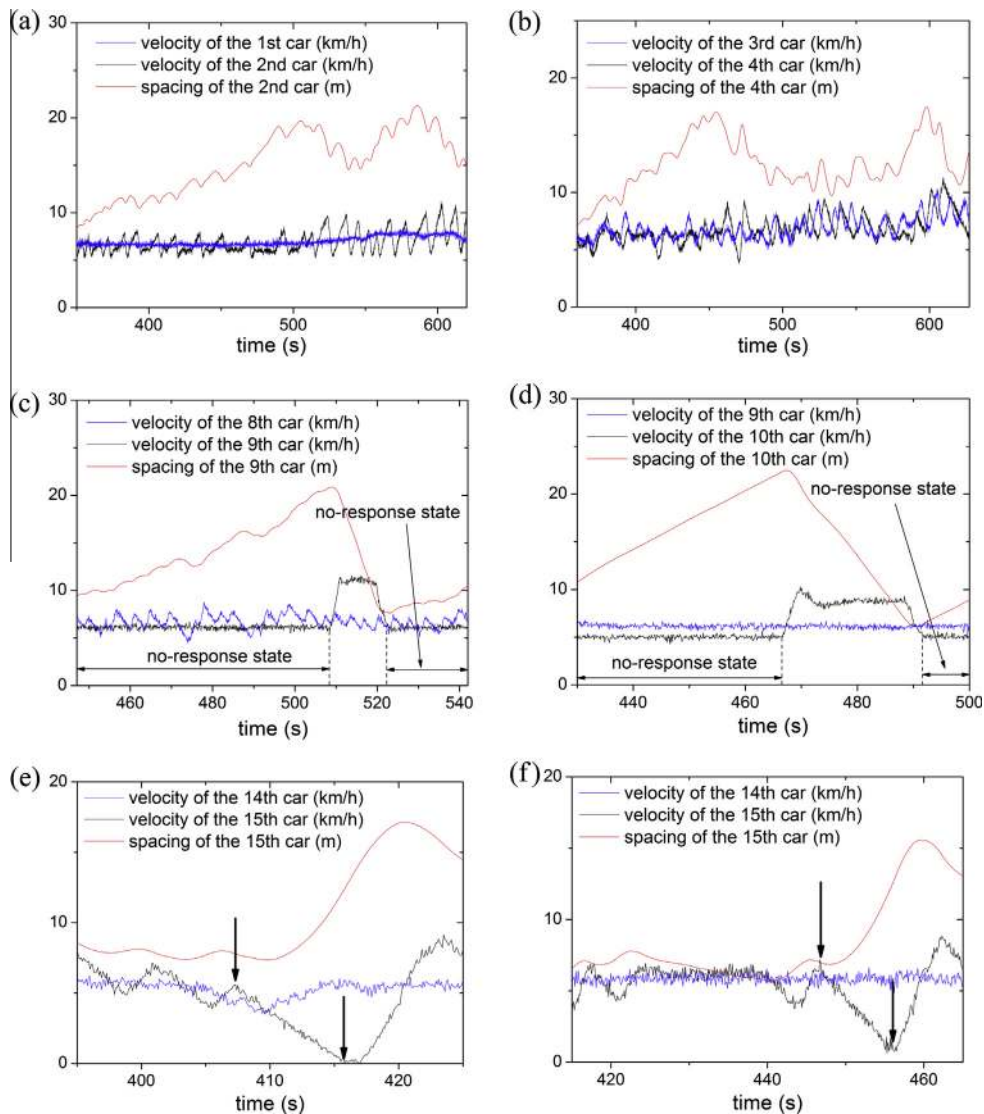 (a)
30
velocity of the 1st car (km/h)
velocity of the 2nd car (km/h)
spacing of the 2nd car (m)
20
10
0
400 500 600
time (s)
(b)
25
velocity of the 3rd car (km/h)
velocity of the 4th car (km/h)
spacing of the 4th car (m)
20
15
10
5
0
400 500 600
time (s)
(c)
30
velocity of the 8th car (km/h)
velocity of the 9th car (km/h)
spacing of the 9th car (m)
20
no-response state
10
no-response state
0
460 480 500 520 540
time (s)
(d)
30
velocity of the 9th car (km/h)
velocity of the 10th car (km/h)
spacing of the 10th car (m)
no-response state
20
10
no-response state
0
440 460 480 500
time (s)
(e)
20
velocity of the 14th car (km/h)
velocity of the 15th car (km/h)
spacing of the 15th car (m)
10
0
400 410 420
time (s)
(f)
20
velocity of the 14th car (km/h)
velocity of the 15th car (km/h)
spacing of the 15th car (m)
10
0
420 440 460
time (s)